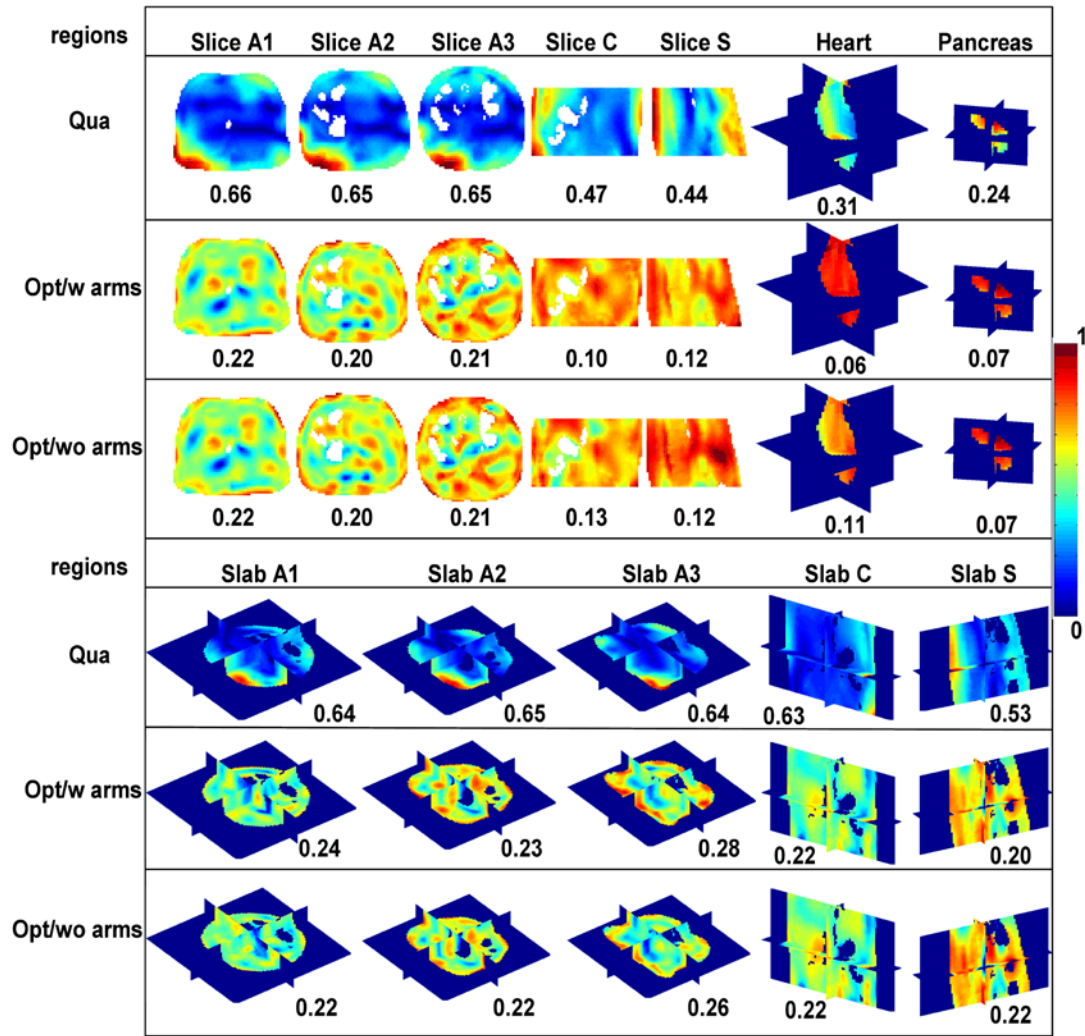 regions Slice A1 Slice A2 Slice A3 Slice C Slice S Heart Pancreas
Qua
0.66 0.65 0.65 0.47 0.44 0.31 0.24
Opt/w arms
0.22 0.20 0.21 0.10 0.12 0.06 0.07
Opt/wo arms
0.22 0.20 0.21 0.13 0.12 0.11 0.07
regions Slab A1 Slab A2 Slab A3 Slab C Slab S
Qua
0.64 0.65 0.64 0.63 0.53
Opt/w arms
0.24 0.23 0.28 0.22 0.20
Opt/wo arms
0.22 0.22 0.26 0.22 0.22
1
0